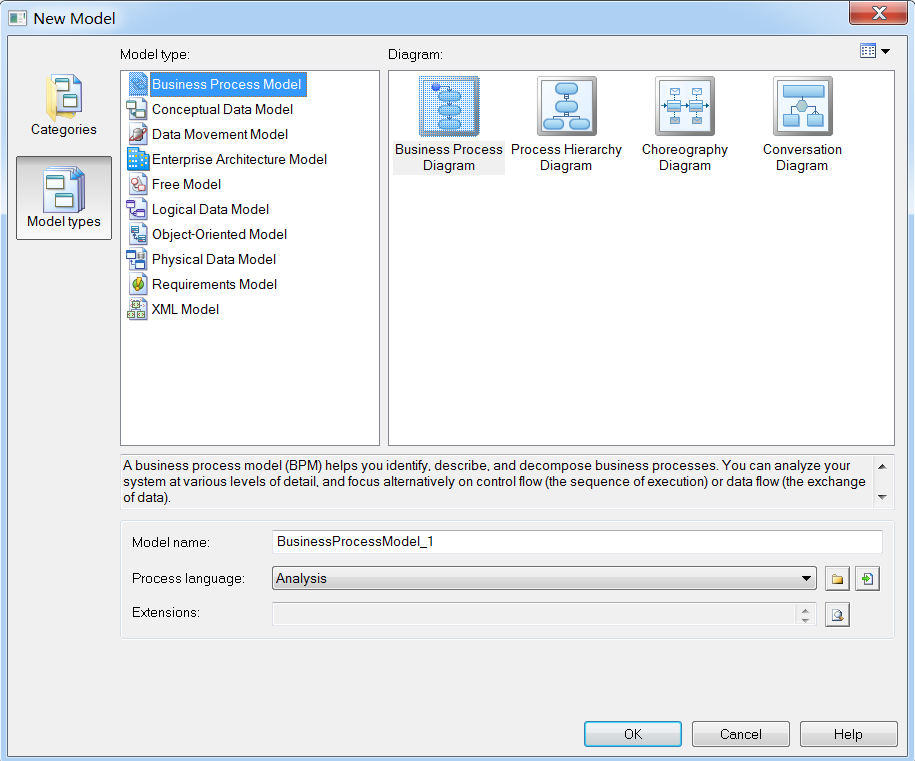 New Model
Model type:
Diagram:
Categories
Model types
Business Process Model
Conceptual Data Model
Data Movement Model
Enterprise Architecture Model
Free Model
Logical Data Model
Object-Oriented Model
Physical Data Model
Requirements Model
XML Model
Business Process
Diagram
Process Hierarchy
Diagram
Choreography
Diagram
Conversation
Diagram
A business process model (BPM) helps you identify, describe, and decompose business processes. You can analyze your
system at various levels of detail, and focus alternatively on control flow (the sequence of execution) or data flow (the exchange
of data).
Model name:
BusinessProcessModel_1
Process language:
Analysis
Extensions:
OK
Cancel
Help